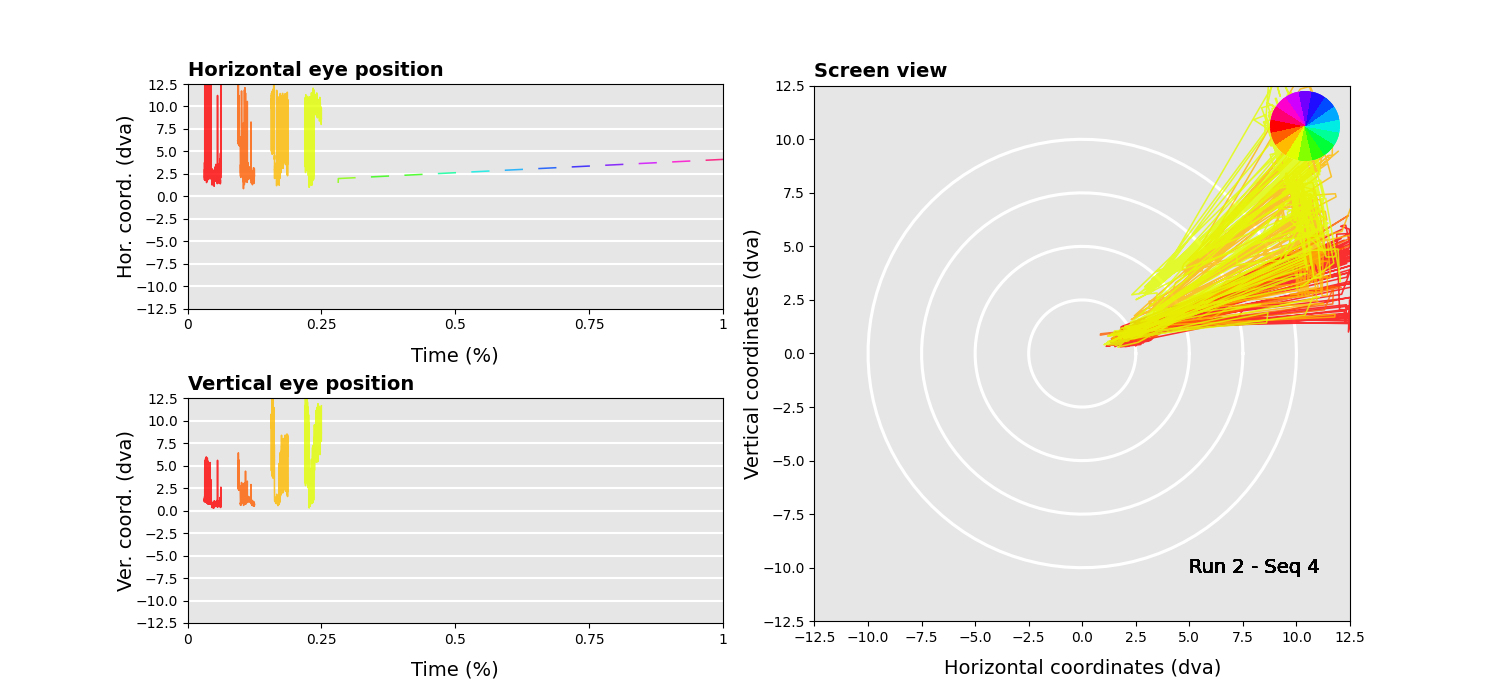 Horizontal eye position
12.5
10.0
7.5
5.0
2.5
0.0
−2.5
−5.0
−7.5
−10.0
−12.5
Hor. coord. (dva)
0 0.25 0.5 0.75 1
Time (%)
Vertical eye position
12.5
10.0
7.5
5.0
2.5
0.0
−2.5
−5.0
−7.5
−10.0
−12.5
Ver. coord. (dva)
0 0.25 0.5 0.75 1
Time (%)
Screen view
12.5
10.0
7.5
5.0
2.5
0.0
−2.5
−5.0
−7.5
−10.0
−12.5
Vertical coordinates (dva)
Run 2 - Seq 4
−12.5 −10.0 −7.5 −5.0 −2.5 0.0 2.5 5.0 7.5 10.0 12.5
Horizontal coordinates (dva)